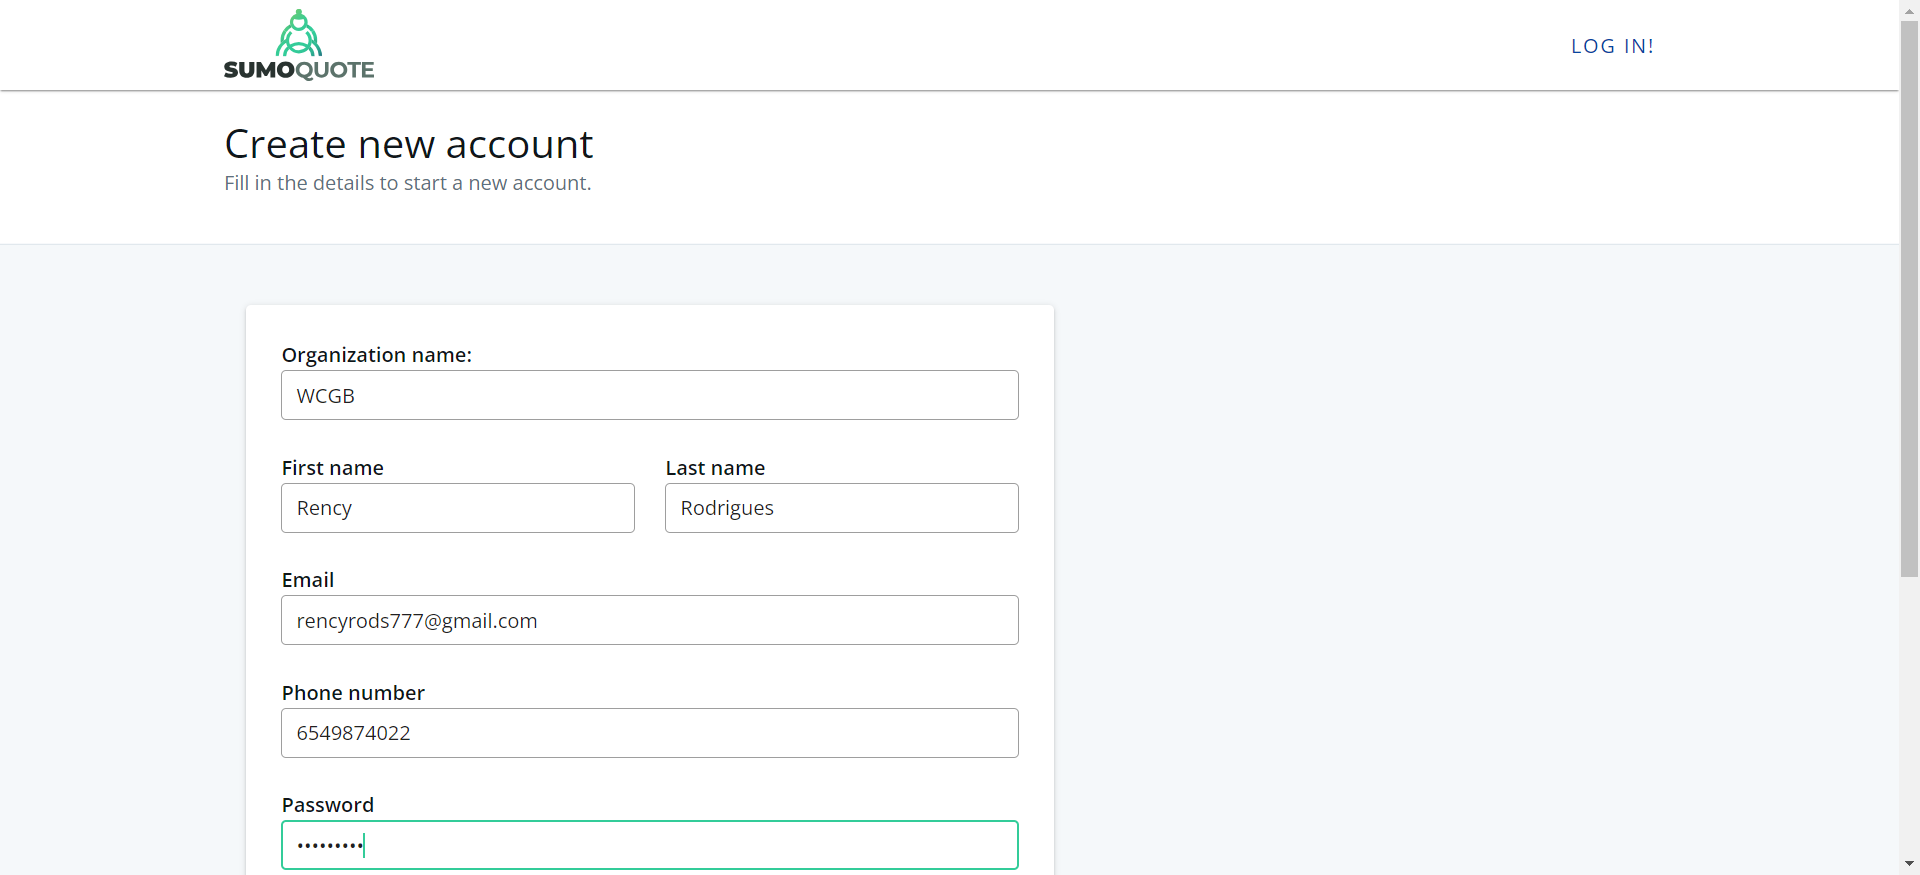 SUMOQUOTE
LOG IN!
Create new account
Fill in the details to start a new account.
Organization name:
WCGB
First name
Last name
Rency
Rodrigues
Email
rencyrods777@gmail.com
Phone number
6549874022
Password
•••••••••